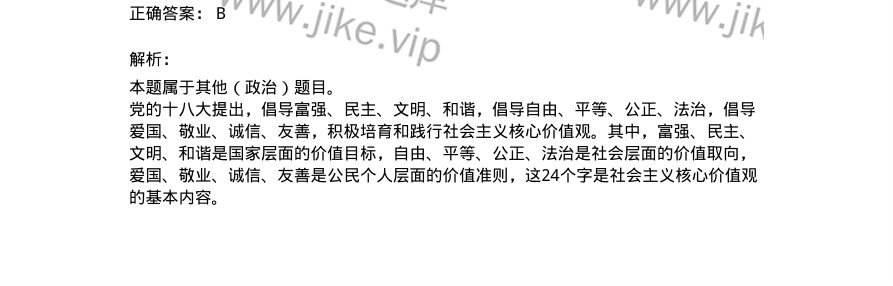 正确答案： B
www.jike.vip
www.jik
解析：
本题属于其他（政治）题目。
党的十八大提出，倡导富强、民主、文明、和谐，倡导自由、平等、公正、法治，倡导
爱国、敬业、诚信、友善，积极培育和践行社会主义核心价值观。其中，富强、民主、
文明、和谐是国家层面的价值目标，自由、平等、公正、法治是社会层面的价值取向，
爱国、敬业、诚信、友善是公民个人层面的价值准则，这24个字是社会主义核心价值观
的基本内容。